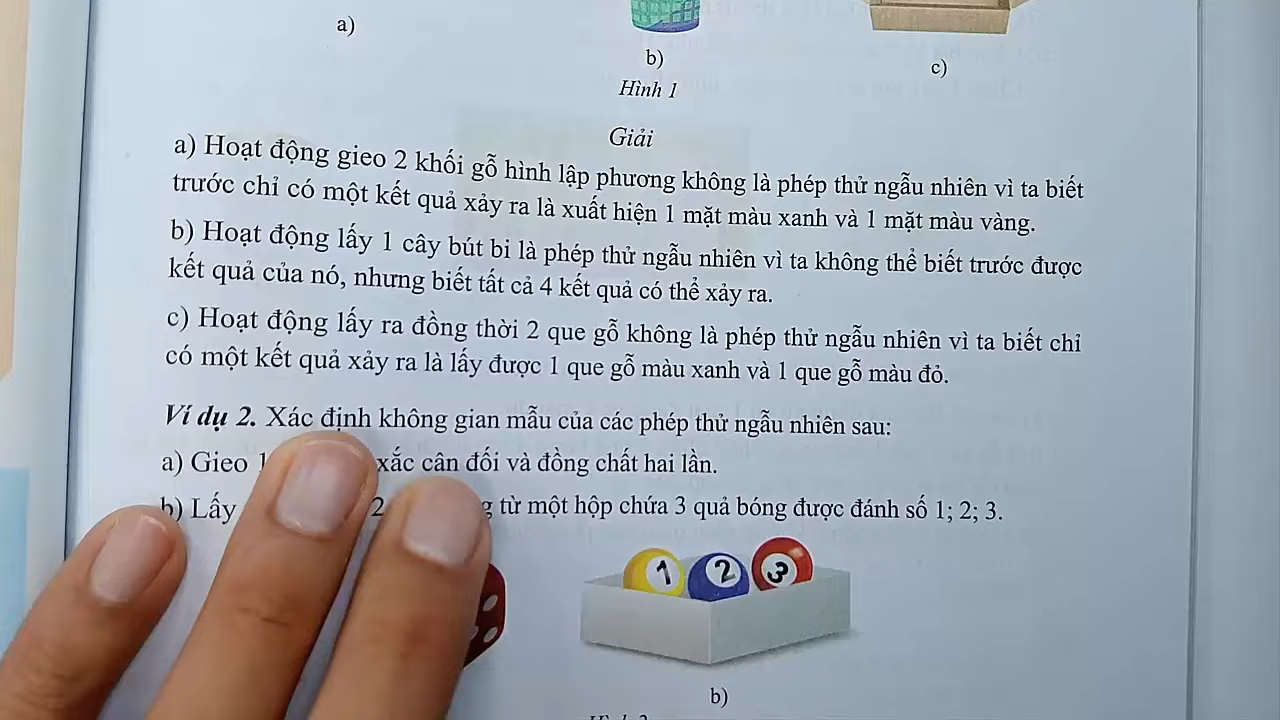 a)
b)
c)
Hình 1
Giải
a) Hoạt động gieo 2 khối gỗ hình lập phương không là phép thử ngẫu nhiên vì ta biết
trước chỉ có một kết quả xảy ra là xuất hiện 1 mặt màu xanh và 1 mặt màu vàng.
b) Hoạt động lấy 1 cây bút bi là phép thử ngẫu nhiên vì ta không thể biết trước được
kết quả của nó, nhưng biết tất cả 4 kết quả có thể xảy ra.
c) Hoạt động lấy ra đồng thời 2 que gỗ không là phép thử ngẫu nhiên vì ta biết chỉ
có một kết quả xảy ra là lấy được 1 que gỗ màu xanh và 1 que gỗ màu đỏ.
Ví dụ 2. Xác định không gian mẫu của các phép thử ngẫu nhiên sau:
a) Gieo 1 xắc cân đối và đồng chất hai lần.
b) Lấy 2 từ một hộp chứa 3 quả bóng được đánh số 1; 2; 3.
1 2 3
b)